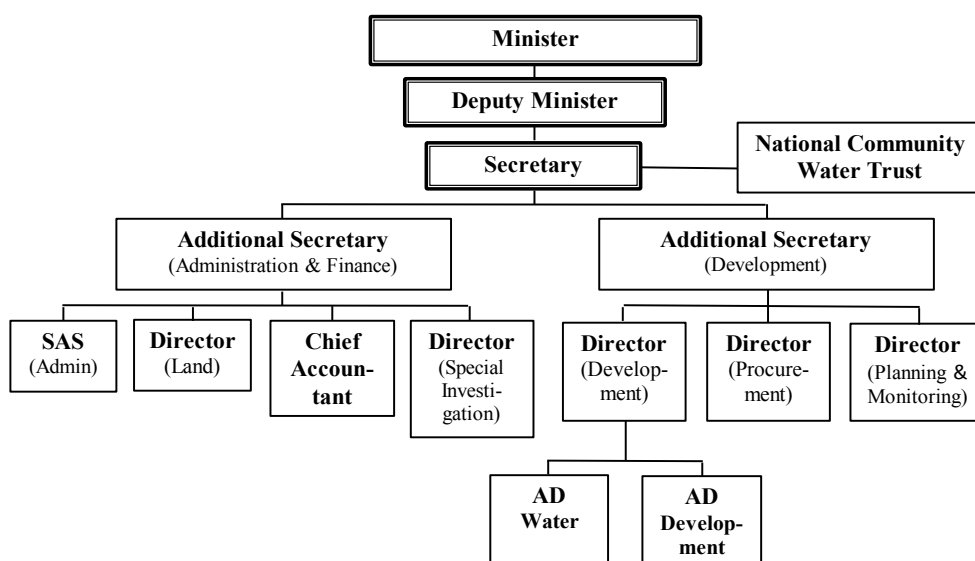 Minister
Deputy Minister
Secretary
National Community
Water Trust
Additional Secretary
(Administration & Finance)
Additional Secretary
(Development)
SAS
(Admin)
Director
(Land)
Chief
Accoun-
tant
Director
(Special
Investi-
gation)
Director
(Develop-
ment)
Director
(Procure-
ment)
Director
(Planning &
Monitoring)
AD
Water
AD
Develop-
ment